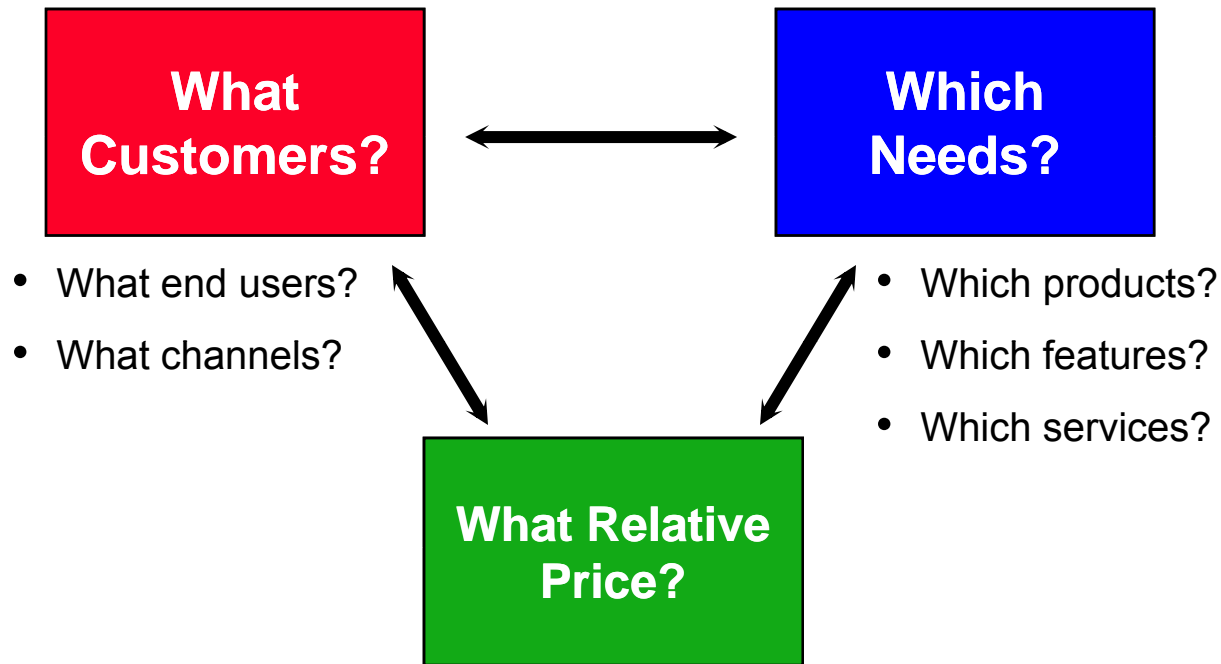 What
Customers?
Which
Needs?
• What end users?
• What channels?
• Which products?
• Which features?
• Which services?
What Relative
Price?